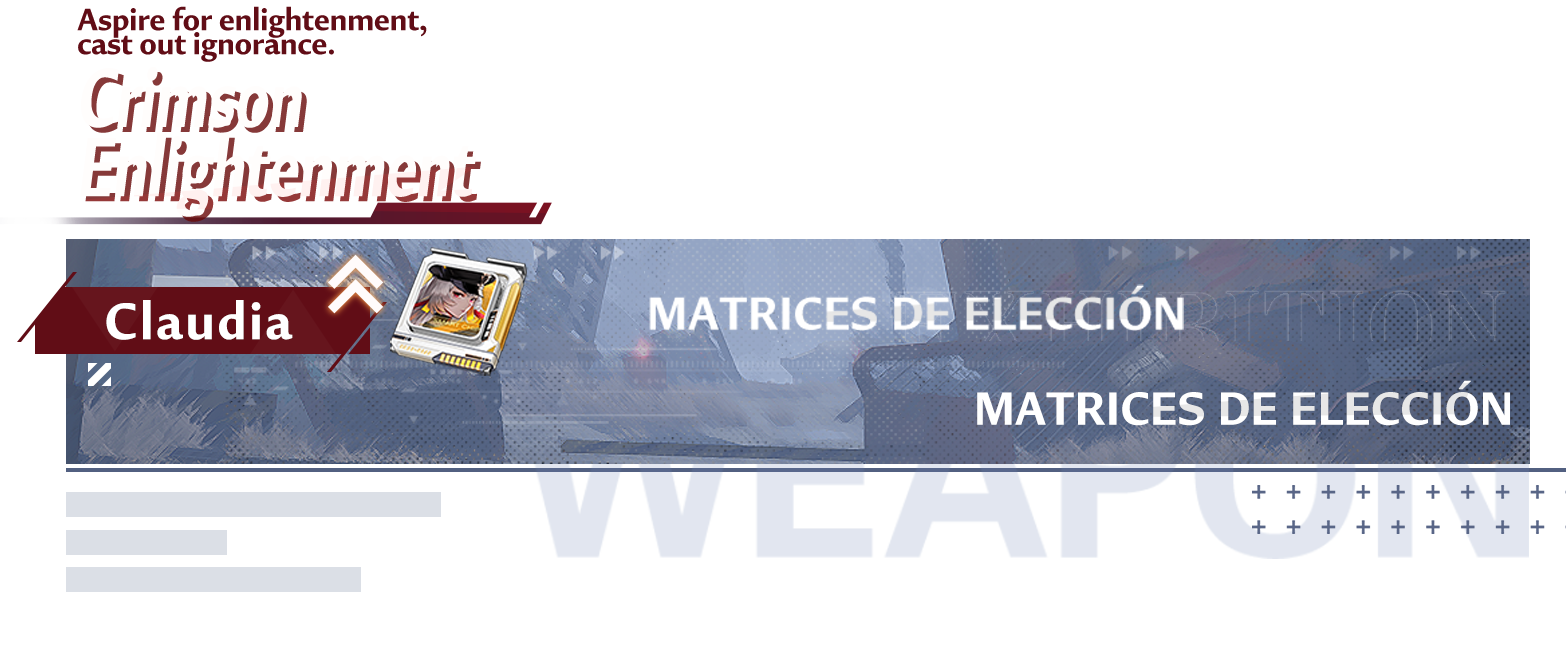 Aspire for enlightenment,
cast out ignorance.
Crimson
Enlightenment
Claudia
MATRICES DE ELECCIÓN
MATRICES DE ELECCIÓN
WEAPON